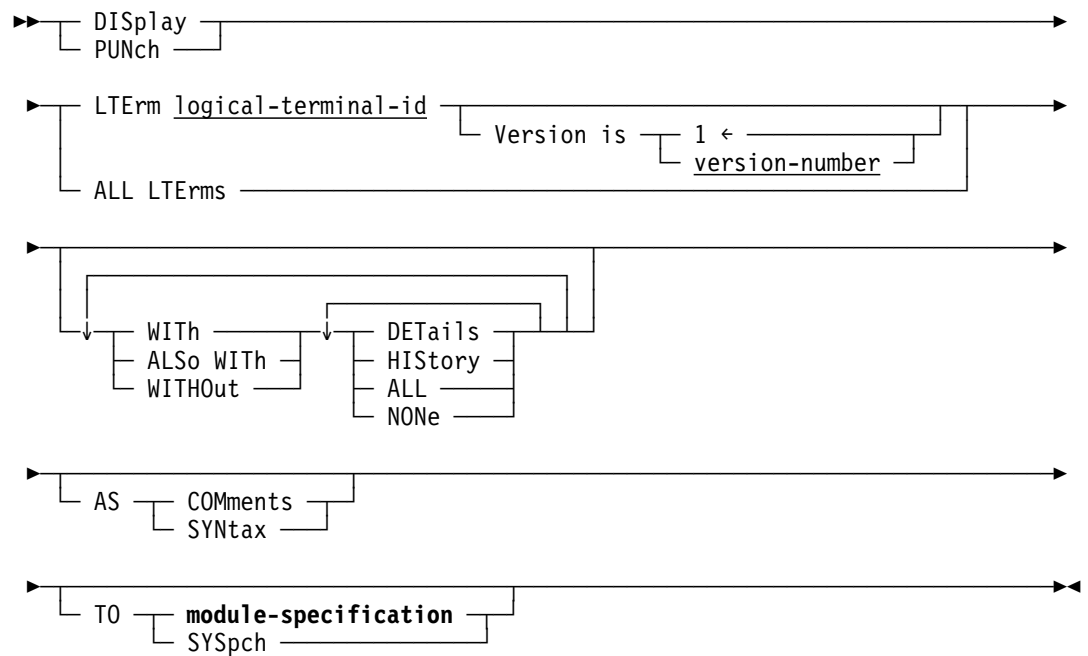 DISplay
PUNch
LTErm logical-terminal-id
Version is 1 ←
version-number
ALL LTErms
WITh DETails
ALSo WITh HIStory
WITHOut ALL
NONe
AS COMments
SYNtax
TO module-specification
SYSpch